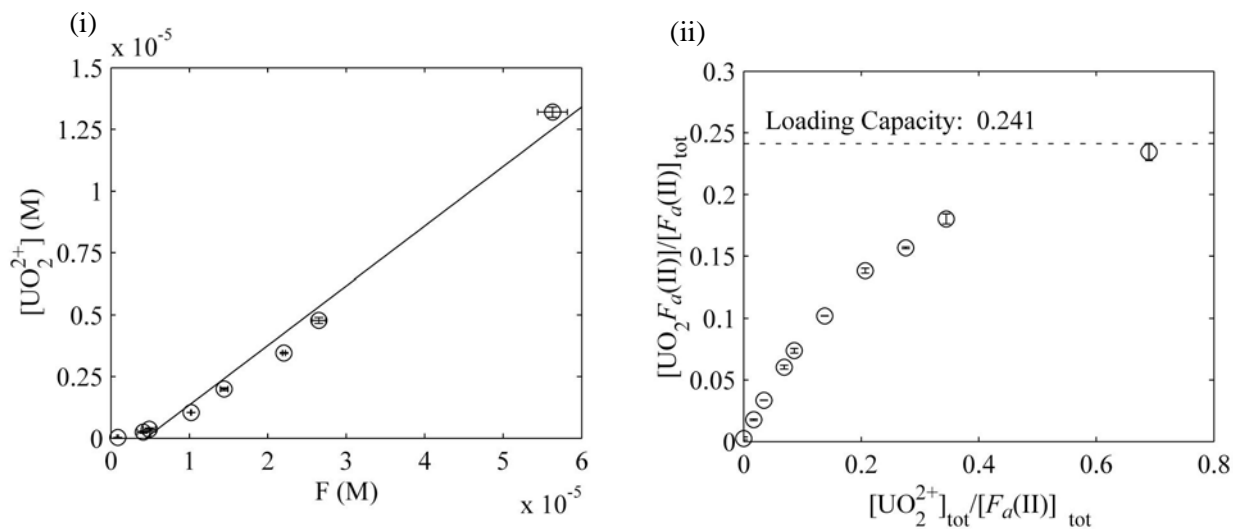 (i)
x 10⁻⁵
1.5
1.25
1
0.75
0.5
0.25
0
[UO₂²⁺] (M)
0 1 2 3 4 5 6
F (M)
x 10⁻⁵
(ii)
0.3
0.25
0.2
0.15
0.1
0.05
0
Loading Capacity: 0.241
[UO₂Fₐ(II)]/[Fₐ(II)]ₜₒₜ
0 0.2 0.4 0.6 0.8
[UO₂²⁺]ₜₒₜ/[Fₐ(II)] ₜₒₜ